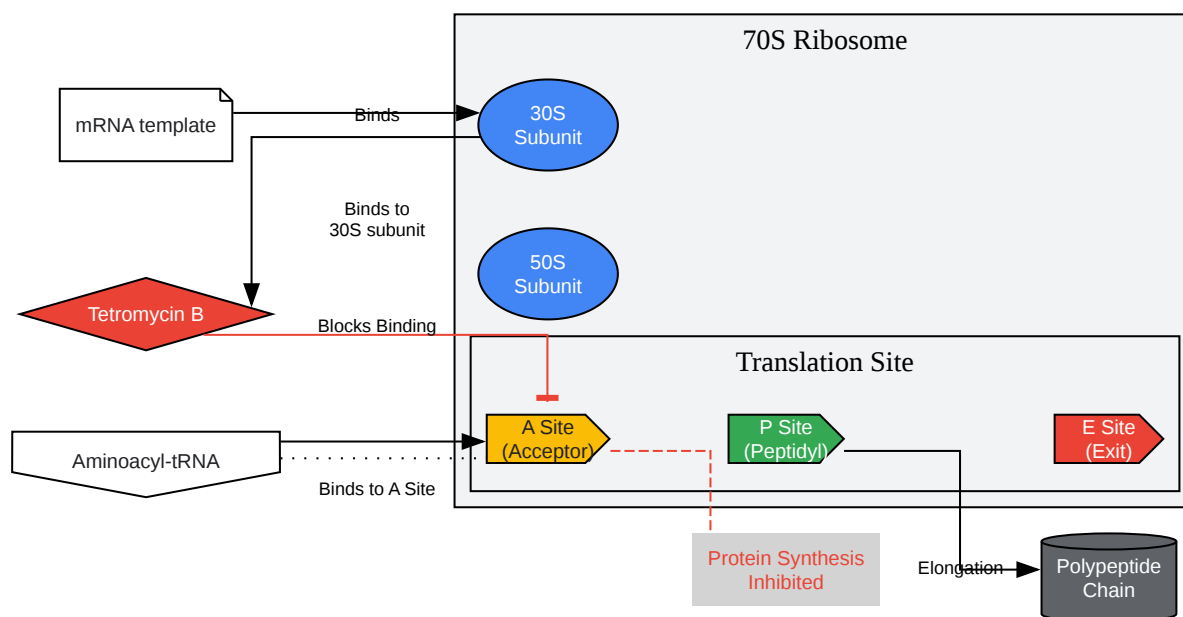 70S Ribosome
mRNA template
Binds
30S
Subunit
Binds to
30S subunit
50S
Subunit
Tetromycin B
Blocks Binding
Translation Site
A Site
(Acceptor)
P Site
(Peptidyl)
E Site
(Exit)
Aminoacyl-tRNA
Binds to A Site
Protein Synthesis
Inhibited
Elongation
Polypeptide
Chain